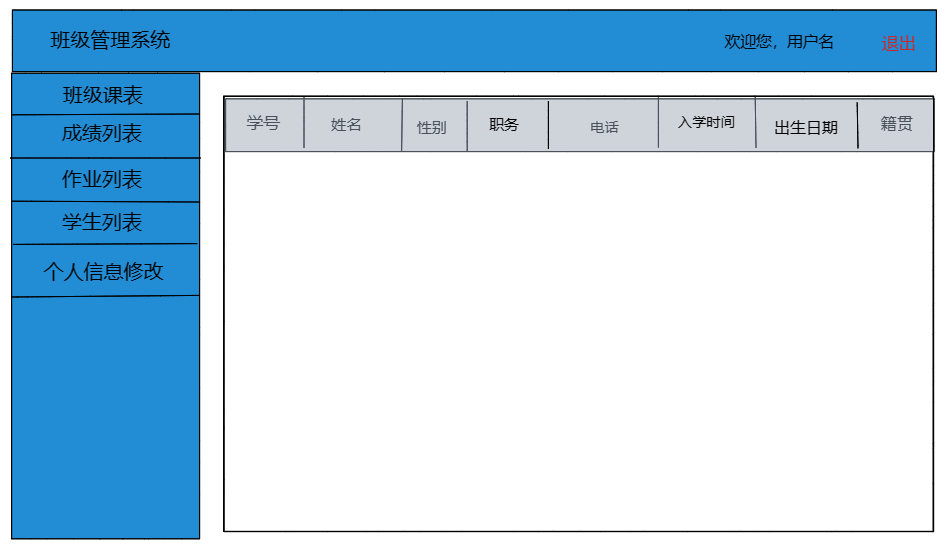 班级管理系统 欢迎您，用户名 退出
班级课表
成绩列表
作业列表
学生列表
个人信息修改
学号 姓名 性别 职务 电话 入学时间 出生日期 籍贯